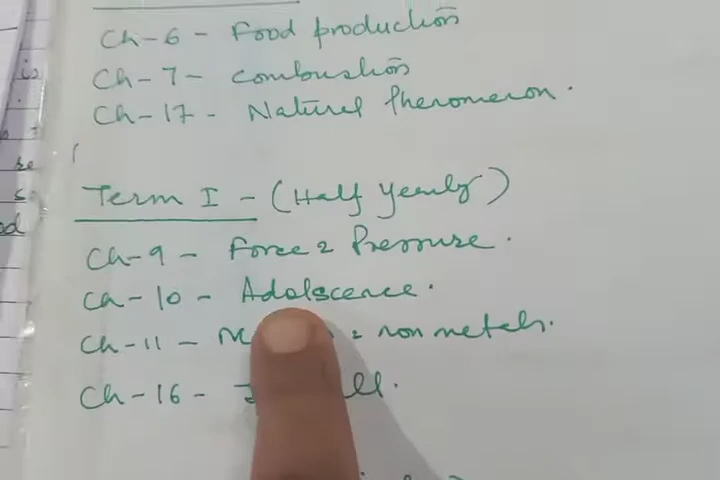 Ch-6 - Food production
Ch-7 - Combustion
Ch-17 - Natural Phenomenon.
Term I - (Half Yearly)
Ch-9 - Force & Pressure.
Ch-10 - Adolscence.
Ch-11 - & non metals.
Ch-16 -